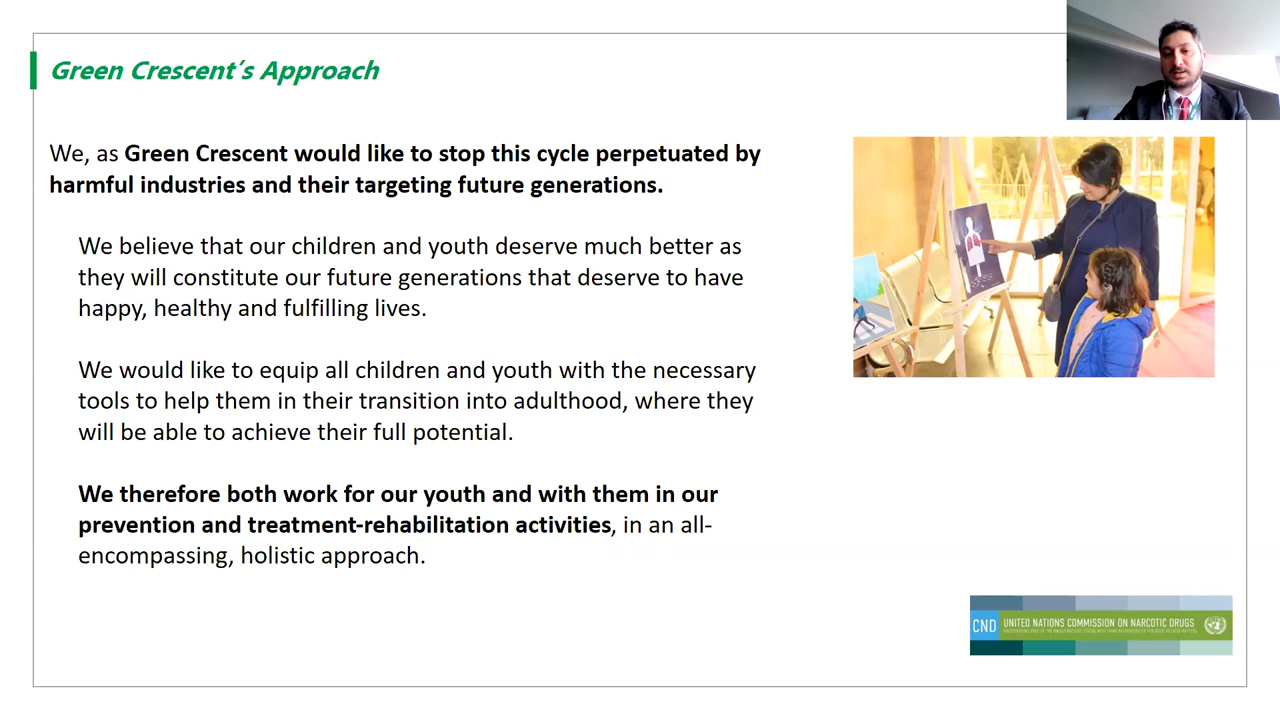 Green Crescent's Approach
We, as Green Crescent would like to stop this cycle perpetuated by
harmful industries and their targeting future generations.
We believe that our children and youth deserve much better as
they will constitute our future generations that deserve to have
happy, healthy and fulfilling lives.
We would like to equip all children and youth with the necessary
tools to help them in their transition into adulthood, where they
will be able to achieve their full potential.
We therefore both work for our youth and with them in our
prevention and treatment-rehabilitation activities, in an all-
encompassing, holistic approach.
CND UNITED NATIONS COMMISSION ON NARCOTIC DRUGS